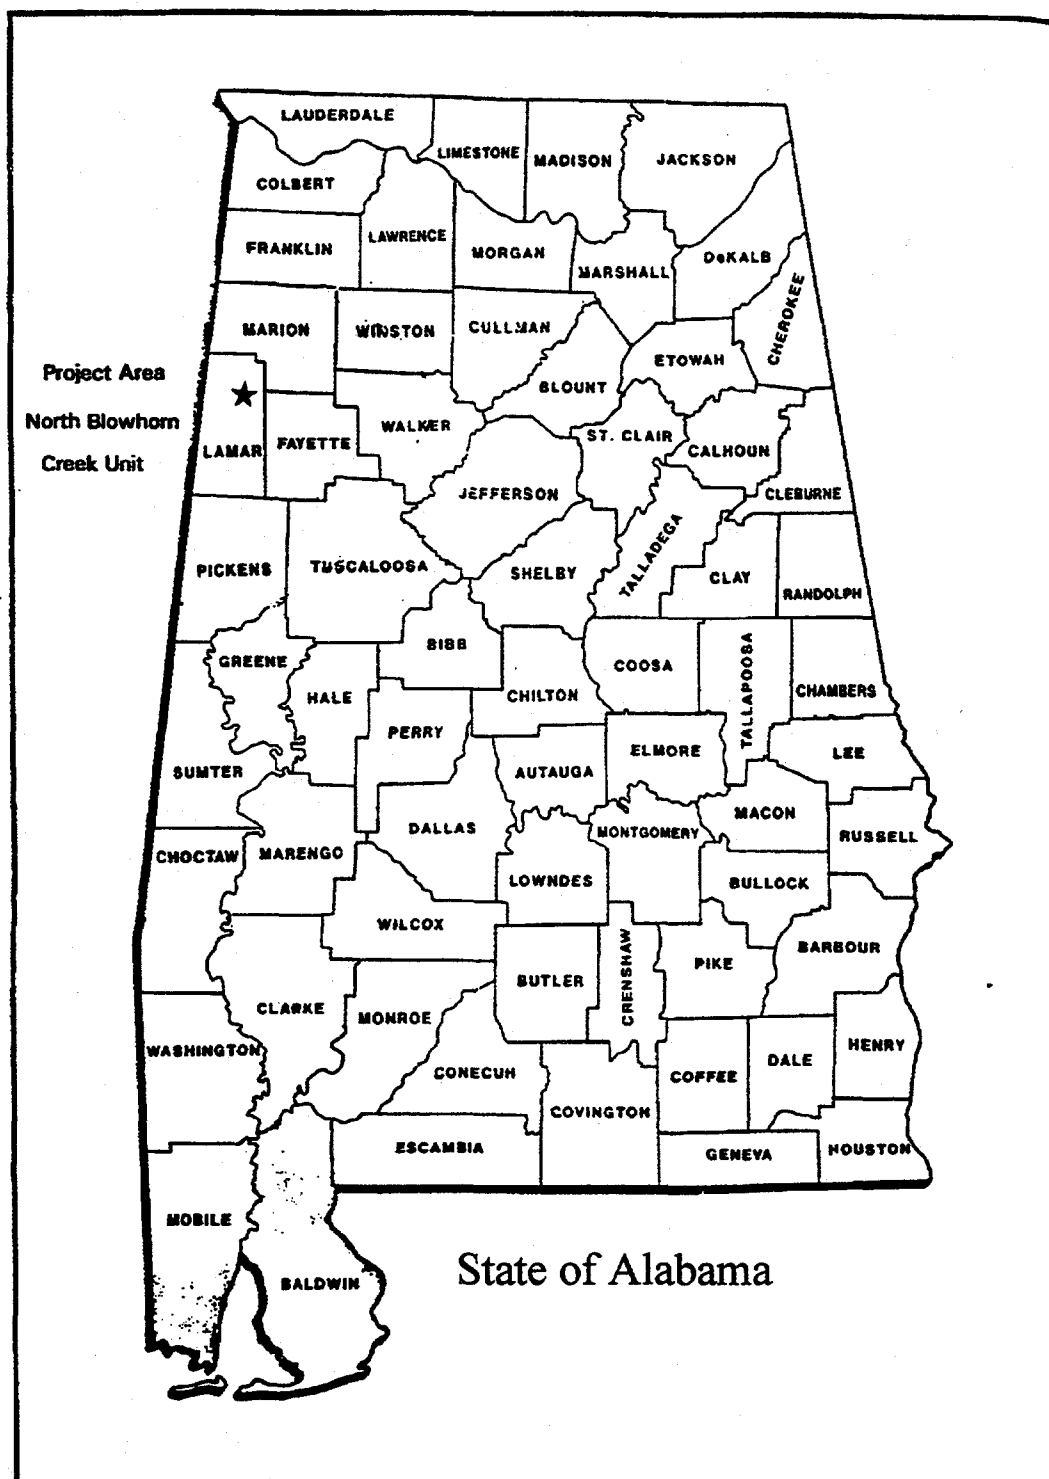 LAUDERDALE
LIMESTONE
MADISON
JACKSON
COLBERT
LAWRENCE
FRANKLIN
MORGAN
MARSHALL
DeKALB
CHEROKEE
MARION
WINSTON
CULLMAN
ETOWAH
BLOUNT
Project Area
North Blowhorn
Creek Unit
LAMAR
FAYETTE
WALKER
ST. CLAIR
CALHOUN
JEFFERSON
CLEBURNE
TALLADEGA
PICKENS
TUSCALOOSA
SHELBY
CLAY
RANDOLPH
GREENE
BIBB
COOSA
TALLAPOOSA
CHAMBERS
HALE
CHILTON
PERRY
ELMORE
LEE
SUMTER
AUTAUGA
MACON
DALLAS
MONTGOMERY
RUSSELL
CHOCTAW
MARENGO
LOWNDES
BULLOCK
WILCOX
BARBOUR
CRENSHAW
PIKE
BUTLER
CLARKE
MONROE
WASHINGTON
HENRY
DALE
COFFEE
CONECUH
COVINGTON
ESCAMBIA
GENEVA
HOUSTON
MOBILE
BALDWIN
State of Alabama